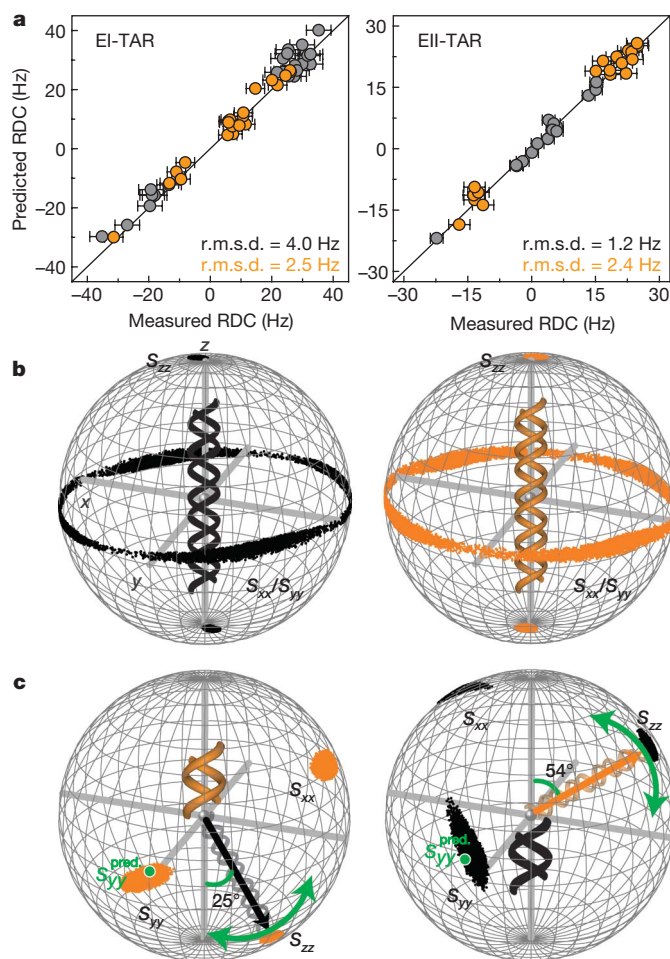 a
EI-TAR
EII-TAR
Predicted RDC (Hz)
40
20
0
−20
−40
r.m.s.d. = 4.0 Hz
r.m.s.d. = 2.5 Hz
−40 −20 0 20 40
Measured RDC (Hz)
30
15
0
−15
−30
r.m.s.d. = 1.2 Hz
r.m.s.d. = 2.4 Hz
−30 −15 0 15 30
Measured RDC (Hz)
b
Szz
z
x
y
Sxx/Syy
Szz
Sxx/Syy
c
Sxx
Syy pred.
Syy
25°
Szz
Sxx
Szz
54°
Syy pred.
Syy